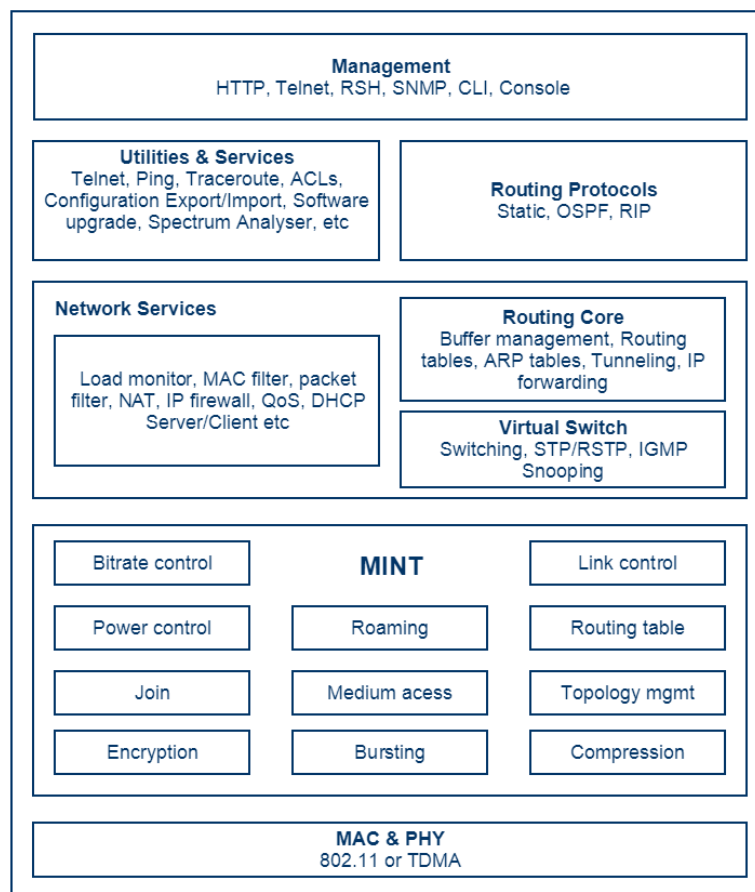 Management
HTTP, Telnet, RSH, SNMP, CLI, Console
Utilities & Services
Telnet, Ping, Traceroute, ACLs,
Configuration Export/Import, Software
upgrade, Spectrum Analyser, etc
Routing Protocols
Static, OSPF, RIP
Network Services
Load monitor, MAC filter, packet
filter, NAT, IP firewall, QoS, DHCP
Server/Client etc
Routing Core
Buffer management, Routing
tables, ARP tables, Tunneling, IP
forwarding
Virtual Switch
Switching, STP/RSTP, IGMP
Snooping
MINT
Bitrate control
Link control
Power control
Roaming
Routing table
Join
Medium acess
Topology mgmt
Encryption
Bursting
Compression
MAC & PHY
802.11 or TDMA